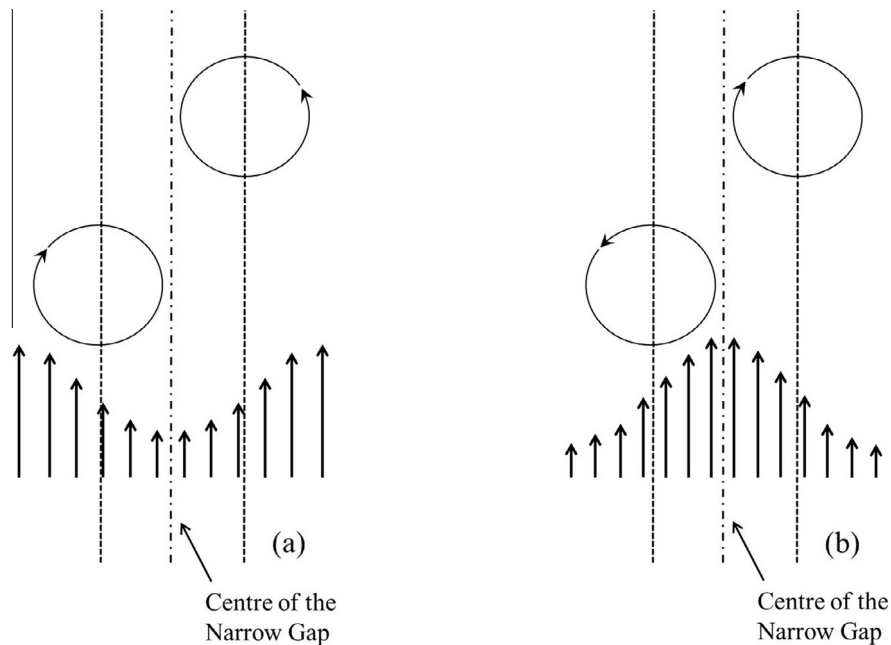 (a)
Centre of the
Narrow Gap
(b)
Centre of the
Narrow Gap